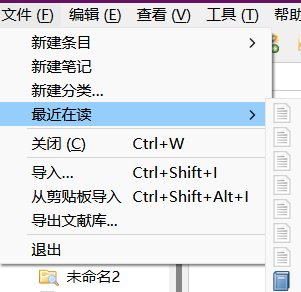 文件 (F) 编辑 (E) 查看 (V) 工具 (T) 帮助
新建条目
新建笔记
新建分类...
最近在读
关闭 (C) Ctrl+W
导入... Ctrl+Shift+I
从剪贴板导入 Ctrl+Shift+Alt+I
导出文献库...
退出
未命名2